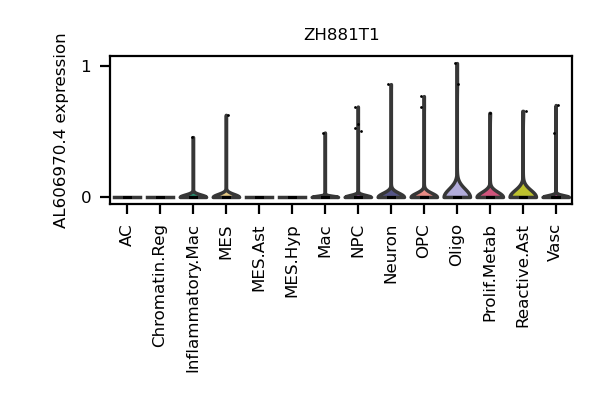 ZH881T1
AL606970.4 expression
1
0
AC
Chromatin.Reg
Inflammatory.Mac
MES
MES.Ast
MES.Hyp
Mac
NPC
Neuron
OPC
Oligo
Prolif.Metab
Reactive.Ast
Vasc